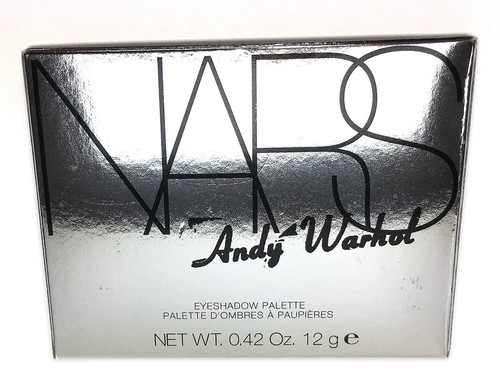 NARS
Andy Warhol
EYESHADOW PALETTE
PALETTE D'OMBRES À PAUPIÈRES
NET WT. 0.42 Oz. 12 g e